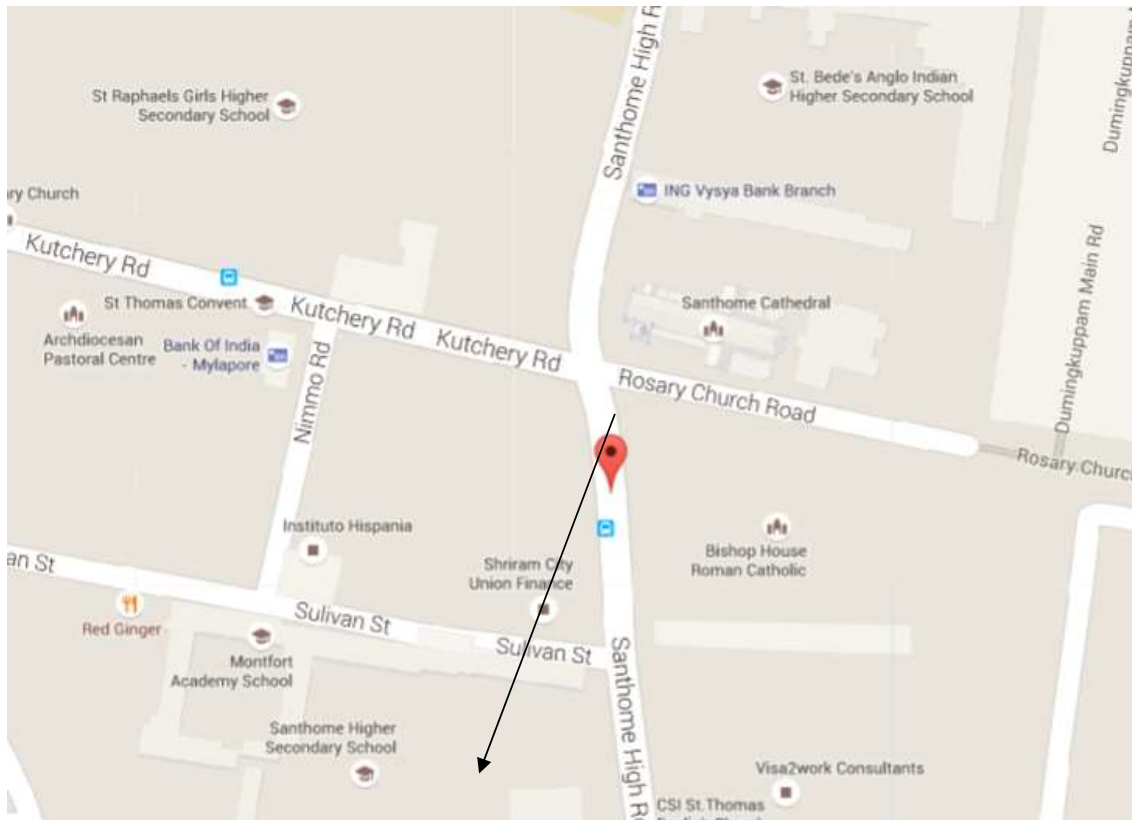 Santhome High R
St Raphaels Girls Higher
Secondary School
St. Bede's Anglo Indian
Higher Secondary School
Dumingkuppam
ING Vysya Bank Branch
ry Church
Kutchery Rd
Dumingkuppam Main Rd
St Thomas Convent
Kutchery Rd
Kutchery Rd
Santhome Cathedral
Archdiocesan
Pastoral Centre
Bank Of India
- Mylapore
Nimmo Rd
Rosary Church Road
Rosary Church
Instituto Hispania
Bishop House
Roman Catholic
an St
Shriram City
Union Finance
Red Ginger
Sulivan St
Sulivan St
Montfort
Academy School
Santhome High R
Santhome Higher
Secondary School
Visa2work Consultants
CSI St.Thomas